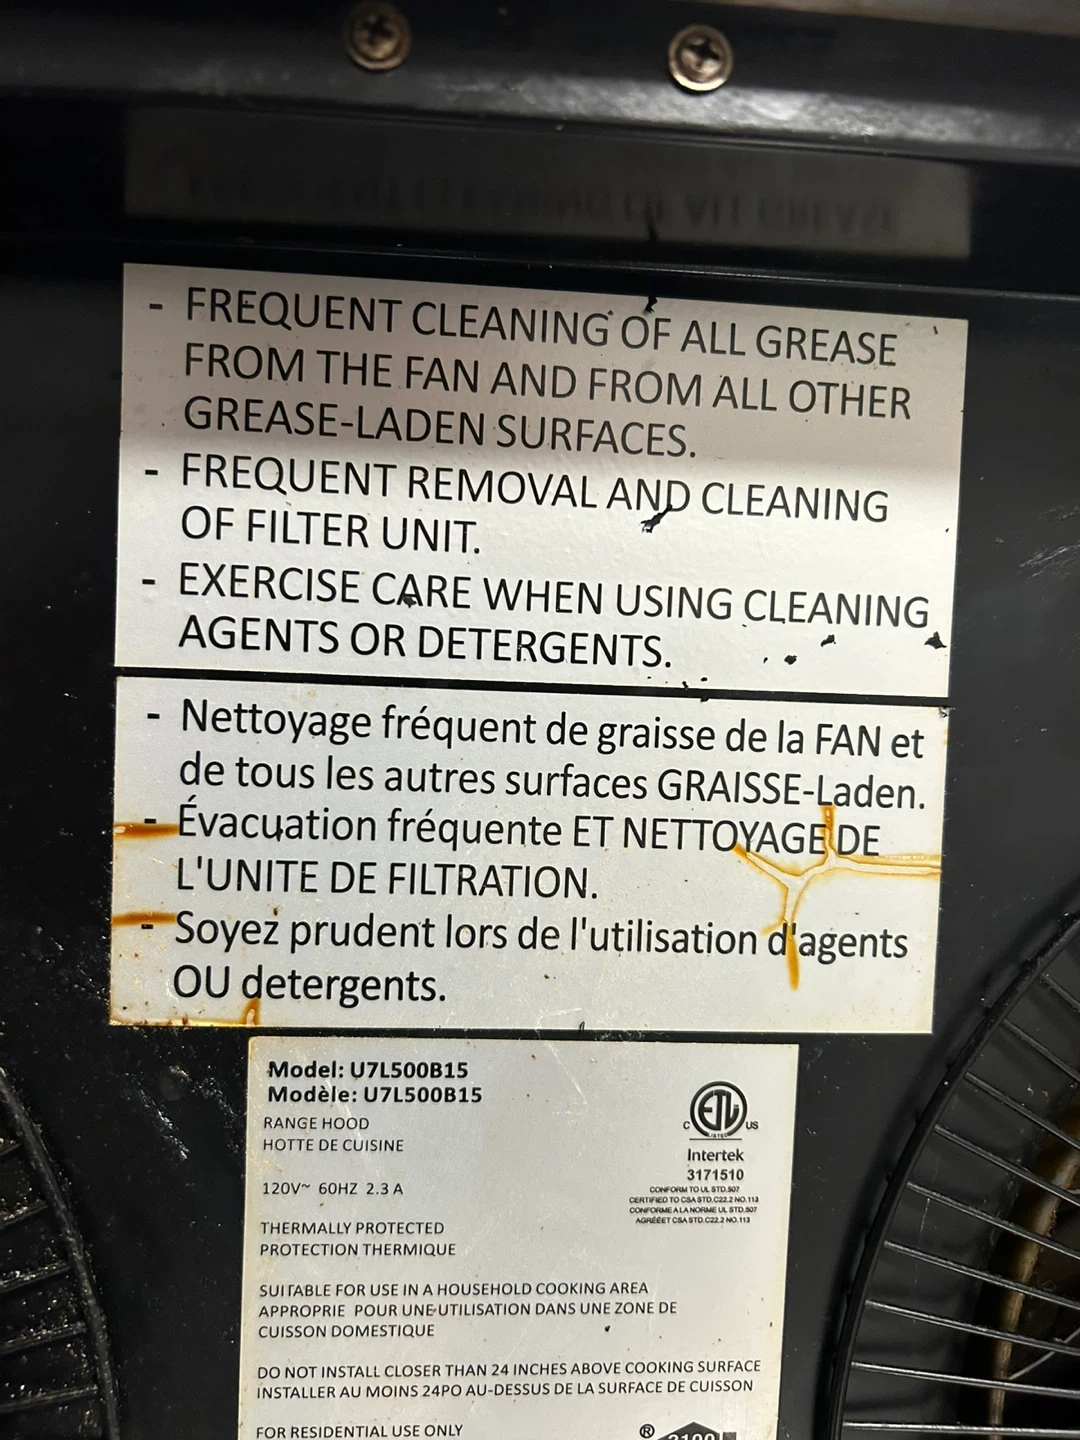 - FREQUENT CLEANING OF ALL GREASE
FROM THE FAN AND FROM ALL OTHER
GREASE-LADEN SURFACES.
- FREQUENT REMOVAL AND CLEANING
OF FILTER UNIT.
- EXERCISE CARE WHEN USING CLEANING
AGENTS OR DETERGENTS.
- Nettoyage fréquent de graisse de la FAN et
de tous les autres surfaces GRAISSE-Laden.
- Évacuation fréquente ET NETTOYAGE DE
L'UNITE DE FILTRATION.
- Soyez prudent lors de l'utilisation d'agents
OU detergents.
Model: U7L500B15
Modèle: U7L500B15
RANGE HOOD
HOTTE DE CUISINE
120V~ 60HZ 2.3 A
THERMALLY PROTECTED
PROTECTION THERMIQUE
SUITABLE FOR USE IN A HOUSEHOLD COOKING AREA
APPROPRIE POUR UNE UTILISATION DANS UNE ZONE DE
CUISSON DOMESTIQUE
DO NOT INSTALL CLOSER THAN 24 INCHES ABOVE COOKING SURFACE
INSTALLER AU MOINS 24PO AU-DESSUS DE LA SURFACE DE CUISSON
FOR RESIDENTIAL USE ONLY
C ETL US
LISTED
Intertek
3171510
CONFORM TO UL STD.507
CERTIFIED TO CSA STD.C22.2 NO.113
CONFORME A LA NORME UL STD.507
AGRÉÉET CSA STD.C22.2 NO.113
®